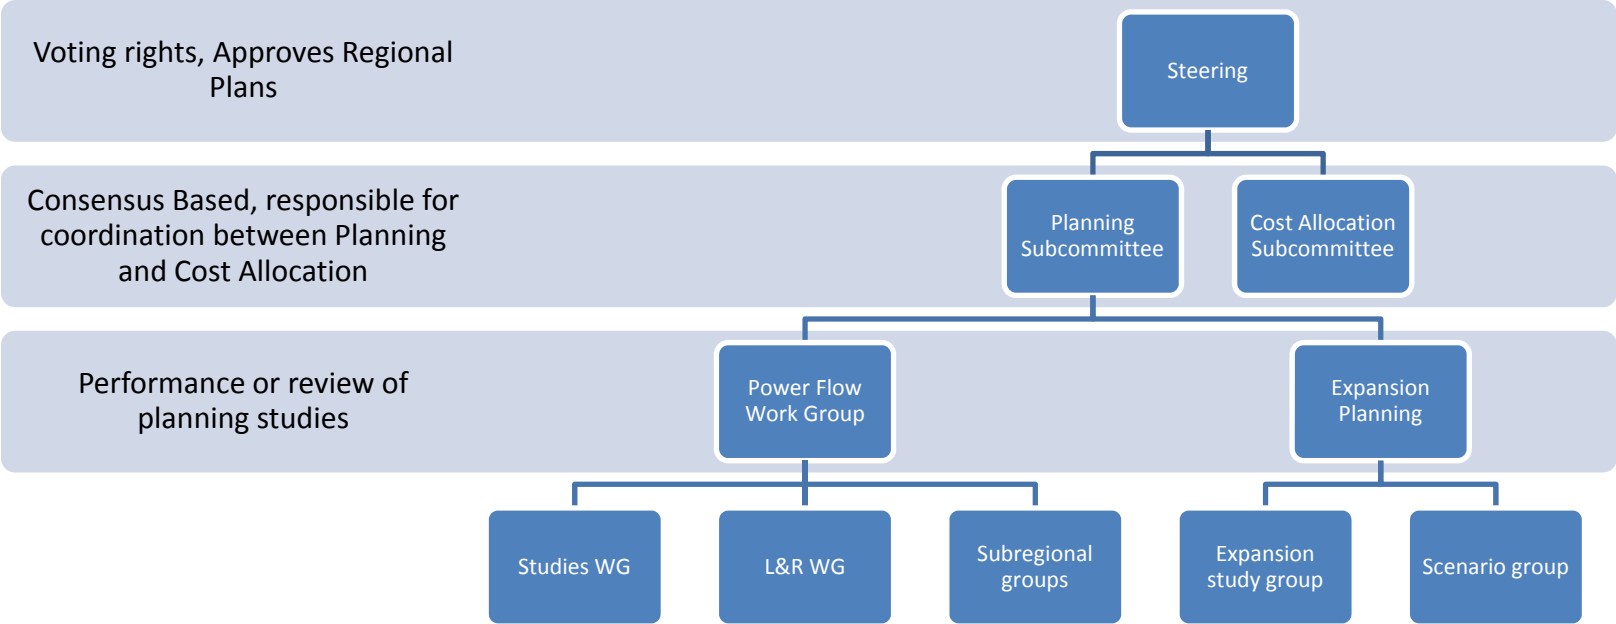 Voting rights, Approves Regional
Plans
Steering
Consensus Based, responsible for
coordination between Planning
and Cost Allocation
Planning
Subcommittee
Cost Allocation
Subcommittee
Performance or review of
planning studies
Power Flow
Work Group
Expansion
Planning
Studies WG
L&R WG
Subregional
groups
Expansion
study group
Scenario group